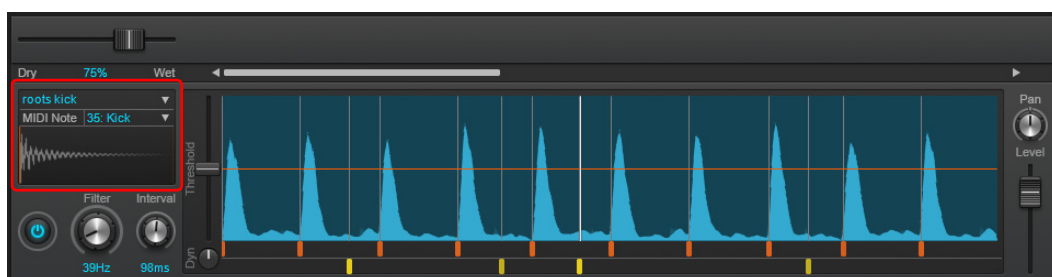 Dry 75% Wet
roots kick
MIDI Note 35: Kick
Threshold
Pan
Level
Filter Interval
39Hz 98ms
Dyn